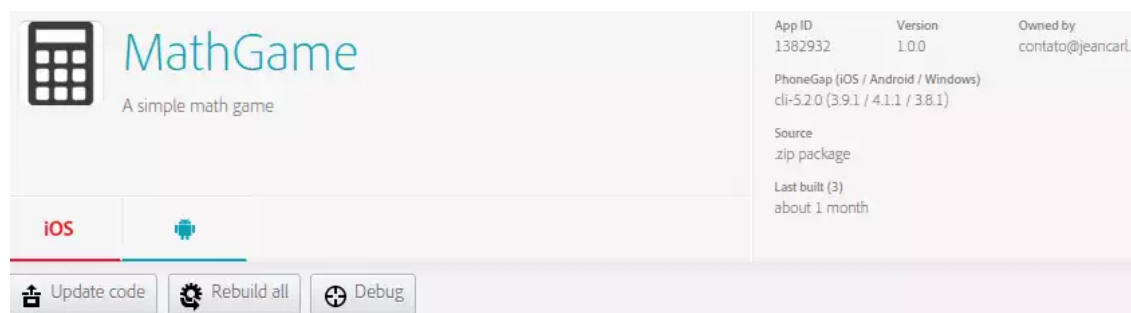 MathGame
A simple math game
App ID Version Owned by
1382932 1.0.0 contato@jeancarl.
PhoneGap (iOS / Android / Windows)
cli-5.2.0 (3.9.1 / 4.1.1 / 3.8.1)
Source
.zip package
Last built (3)
about 1 month
iOS
Update code Rebuild all Debug